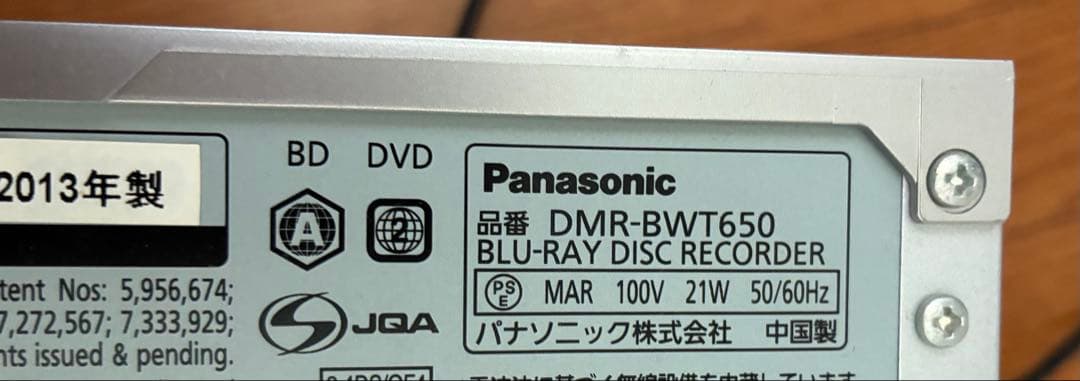 2013年製
tent Nos: 5,956,674;
7,272,567; 7,333,929;
nts issued & pending.
BD DVD
A 2
S JQA
Panasonic
品番 DMR-BWT650
BLU-RAY DISC RECORDER
PSE MAR 100V 21W 50/60Hz
パナソニック株式会社 中国製